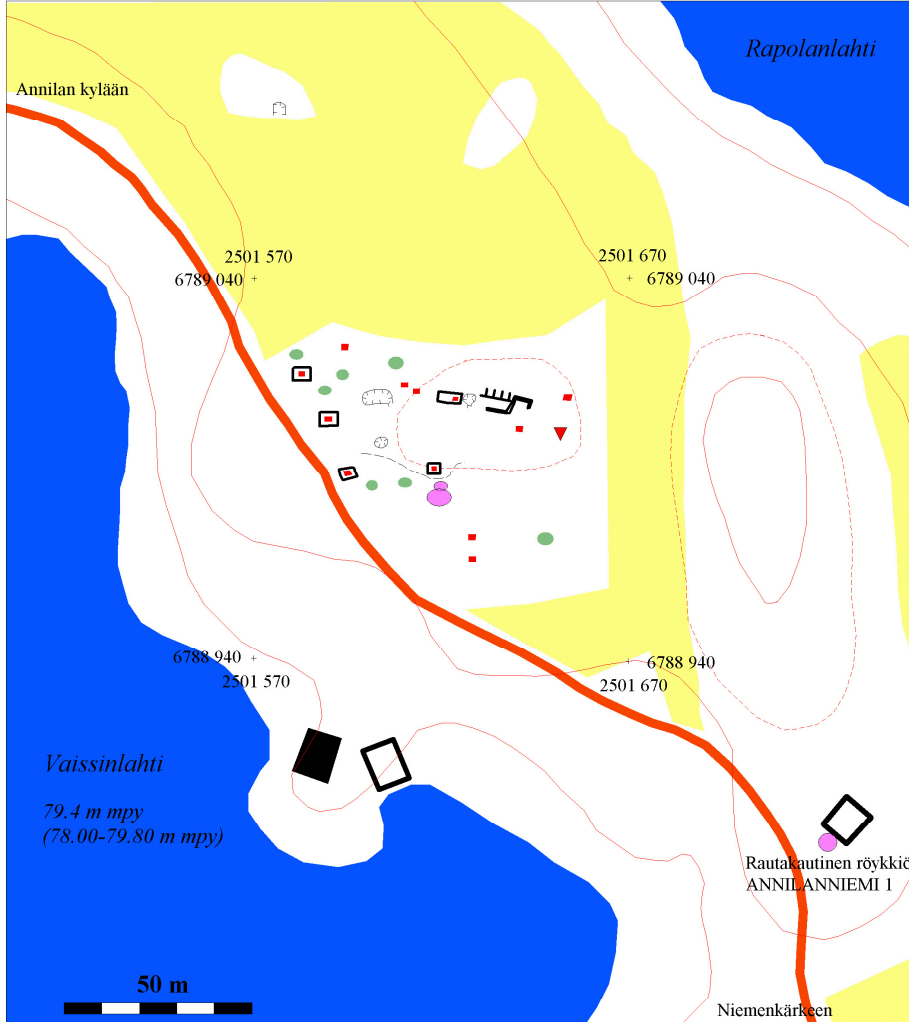 Rapolanlahti
Annilan kylään
2501 570
6789 040
2501 670
6789 040
6788 940
2501 570
6788 940
2501 670
Vaissinlahti
79.4 m mpy
(78.00-79.80 m mpy)
Rautakautinen röykkiö
ANNILANNIEMI 1
50 m
Niemenkärkeen